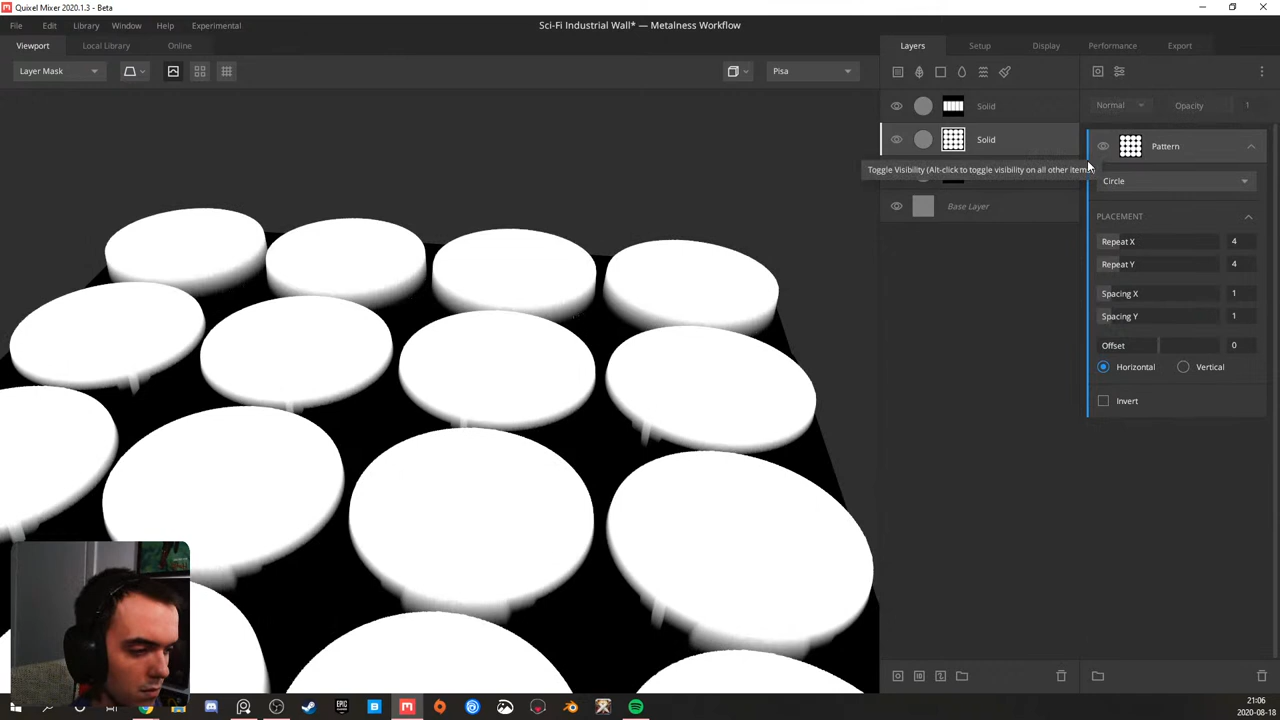 Quixel Mixer 2020.1.3 - Beta
File Edit Library Window Help Experimental
Sci-Fi Industrial Wall* — Metalness Workflow
Viewport Local Library Online
Layers Setup Display Performance Export
Layer Mask
Pisa
Solid
Normal Opacity 1
Solid
Pattern
Toggle Visibility (Alt-click to toggle visibility on all other items)
Circle
Base Layer
PLACEMENT
Repeat X 4
Repeat Y 4
Spacing X 1
Spacing Y 1
Offset 0
Horizontal Vertical
Invert
21:06
2020-08-18